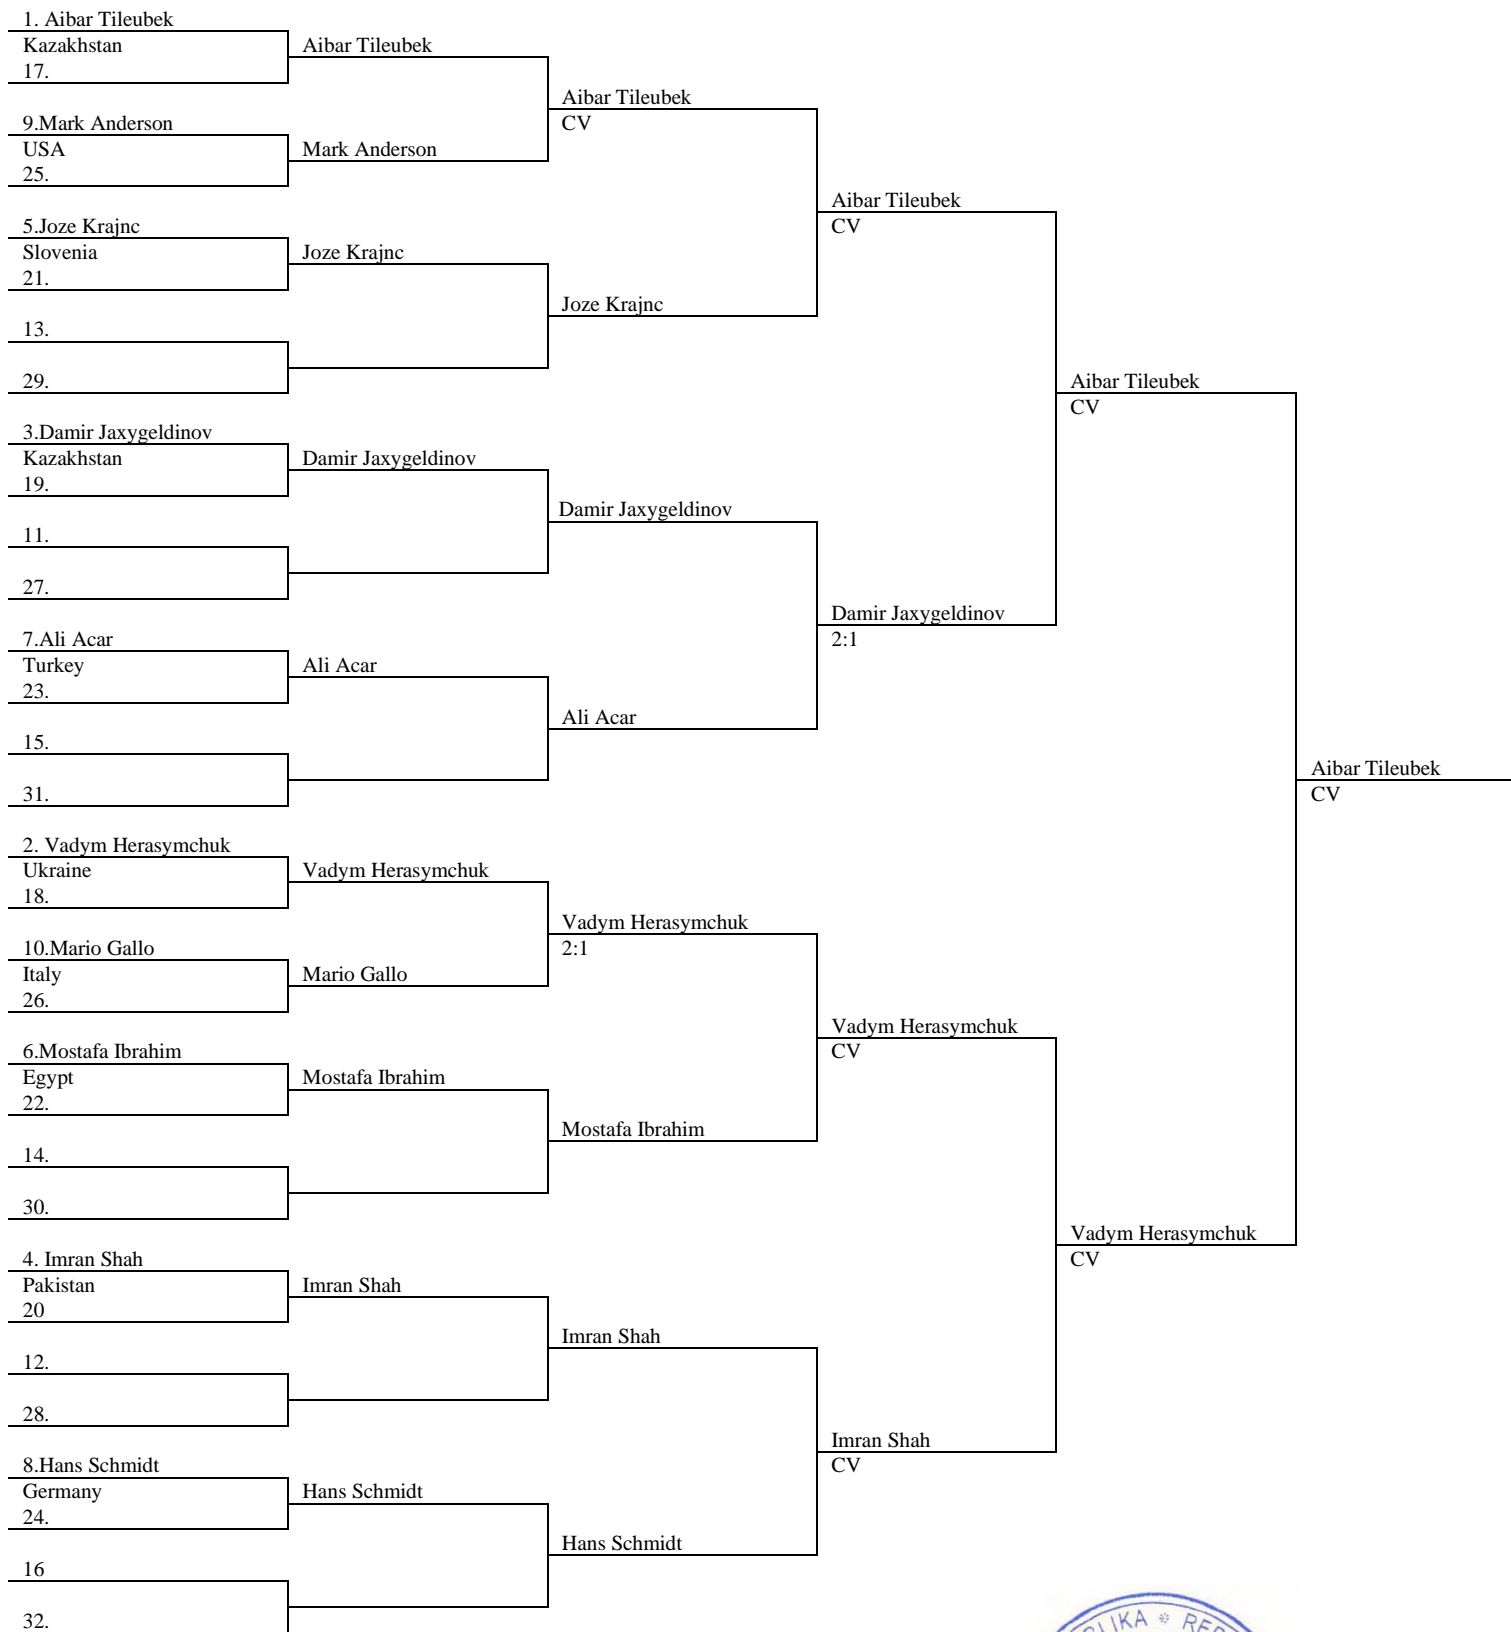 1. Aibar Tileubek
Kazakhstan
17.
Aibar Tileubek
9.Mark Anderson
USA
25.
Mark Anderson
Aibar Tileubek
CV
5.Joze Krajnc
Slovenia
21.
Joze Krajnc
13.
29.
Joze Krajnc
Aibar Tileubek
CV
3.Damir Jaxygeldinov
Kazakhstan
19.
Damir Jaxygeldinov
11.
27.
Damir Jaxygeldinov
7.Ali Acar
Turkey
23.
Ali Acar
15.
31.
Ali Acar
Damir Jaxygeldinov
2:1
Aibar Tileubek
CV
2. Vadym Herasymchuk
Ukraine
18.
Vadym Herasymchuk
10.Mario Gallo
Italy
26.
Mario Gallo
Vadym Herasymchuk
2:1
6.Mostafa Ibrahim
Egypt
22.
Mostafa Ibrahim
14.
30.
Mostafa Ibrahim
Vadym Herasymchuk
CV
4. Imran Shah
Pakistan
20
Imran Shah
12.
28.
Imran Shah
8.Hans Schmidt
Germany
24.
Hans Schmidt
16
32.
Hans Schmidt
Imran Shah
CV
Vadym Herasymchuk
CV
Aibar Tileubek
CV